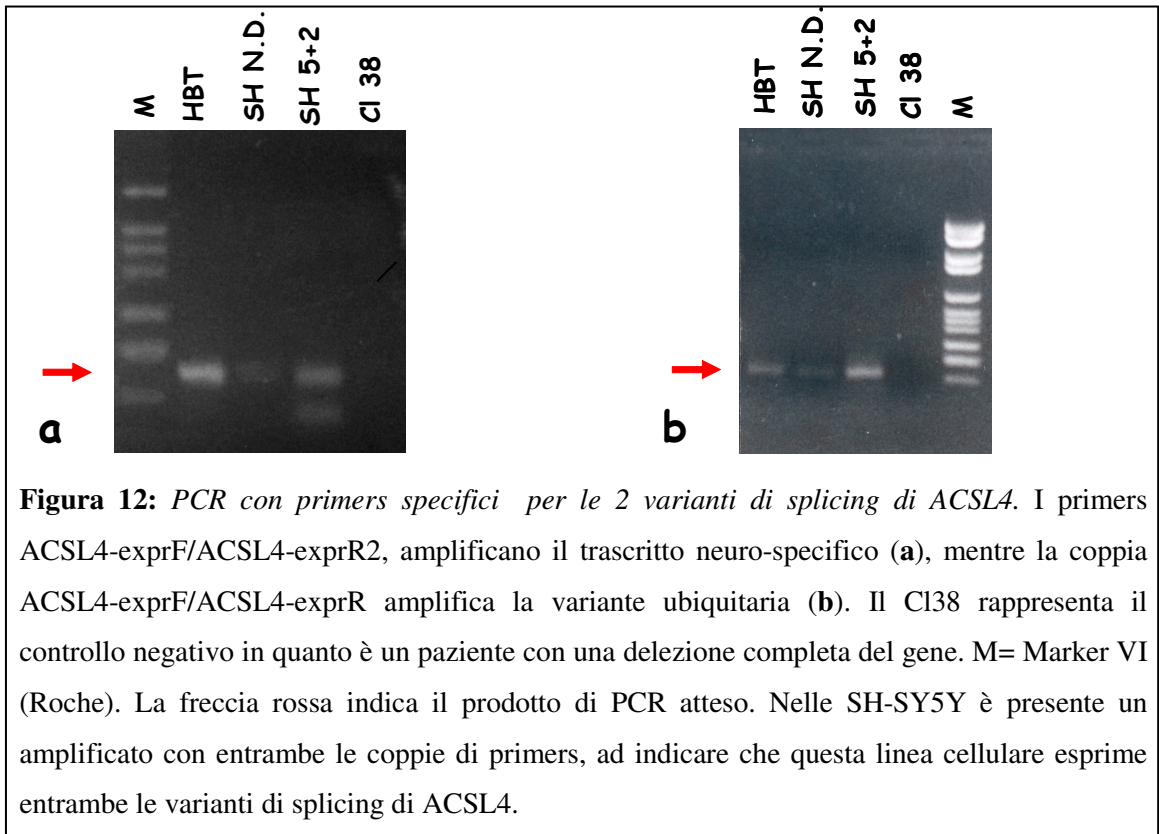 M HBT SH N.D. SH 5+2 Cl 38
HBT SH N.D. SH 5+2 Cl 38 M
a
b
Figura 12: PCR con primers specifici per le 2 varianti di splicing di ACSL4. I primers
ACSL4-exprF/ACSL4-exprR2, amplificano il trascritto neuro-specifico (a), mentre la coppia
ACSL4-exprF/ACSL4-exprR amplifica la variante ubiquitaria (b). Il Cl38 rappresenta il
controllo negativo in quanto è un paziente con una delezione completa del gene. M= Marker VI
(Roche). La freccia rossa indica il prodotto di PCR atteso. Nelle SH-SY5Y è presente un
amplificato con entrambe le coppie di primers, ad indicare che questa linea cellulare esprime
entrambe le varianti di splicing di ACSL4.